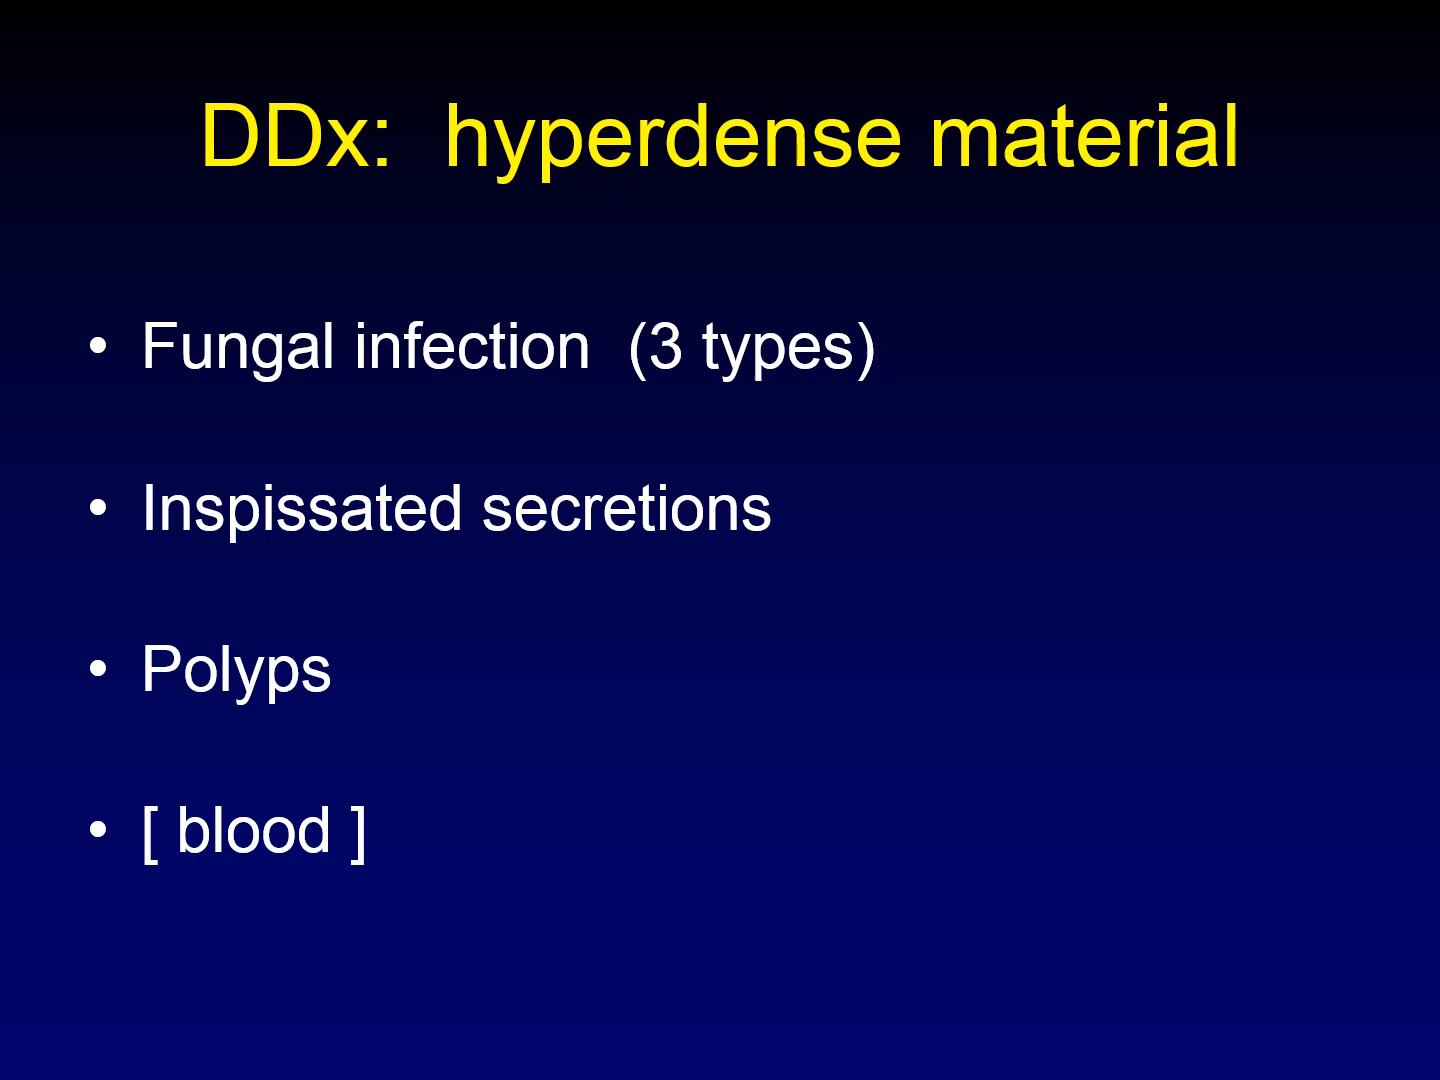 DDx:  hyperdense material
• Fungal infection  (3 types)
• Inspissated secretions
• Polyps
• [ blood ]